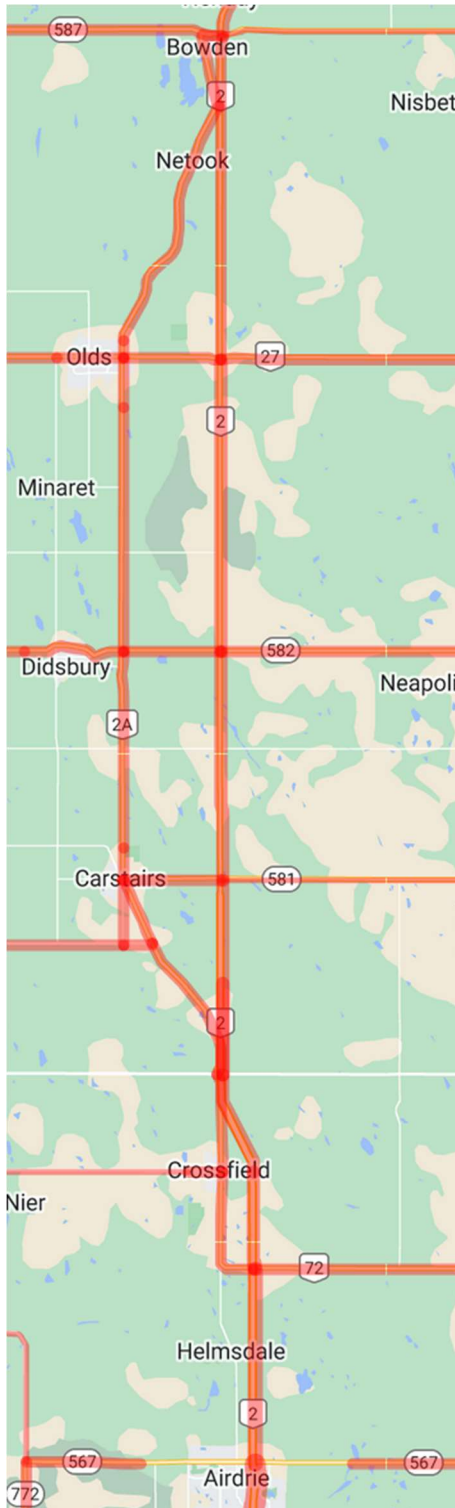 587
Bowden
2
Nisbet
Netook
Olds
27
2
Minaret
582
Didsbury
Neapoli
2A
Carstairs
581
2
Crossfield
Nier
72
Helmsdale
2
567
567
Airdrie
772